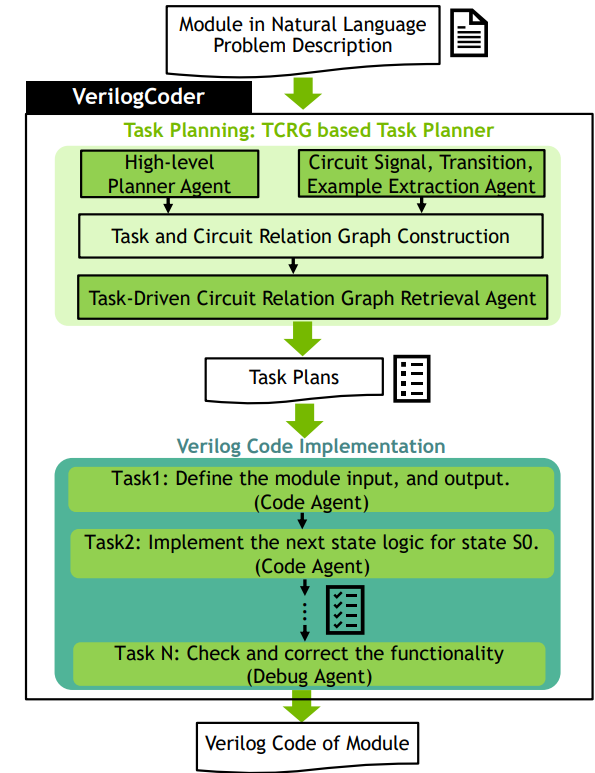 Module in Natural Language
Problem Description
VerilogCoder
Task Planning: TCRG based Task Planner
High-level
Planner Agent
Circuit Signal, Transition,
Example Extraction Agent
Task and Circuit Relation Graph Construction
Task-Driven Circuit Relation Graph Retrieval Agent
Task Plans
Verilog Code Implementation
Task1: Define the module input, and output.
(Code Agent)
Task2: Implement the next state logic for state S0.
(Code Agent)
Task N: Check and correct the functionality
(Debug Agent)
Verilog Code of Module